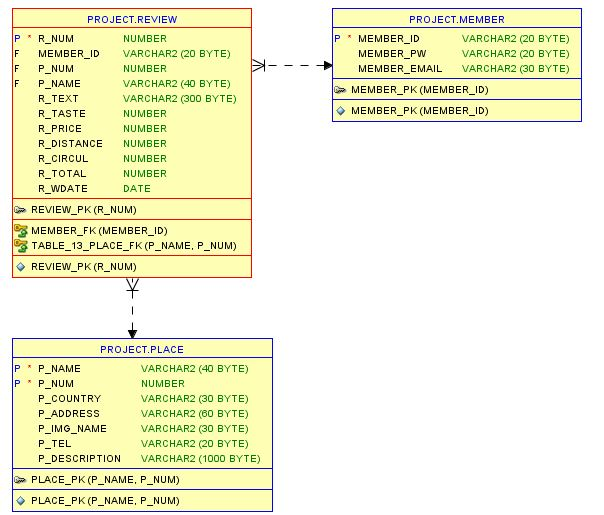 PROJECT.REVIEW
P * R_NUM NUMBER
F MEMBER_ID VARCHAR2 (20 BYTE)
F P_NUM NUMBER
F P_NAME VARCHAR2 (40 BYTE)
R_TEXT VARCHAR2 (300 BYTE)
R_TASTE NUMBER
R_PRICE NUMBER
R_DISTANCE NUMBER
R_CIRCUL NUMBER
R_TOTAL NUMBER
R_WDATE DATE
REVIEW_PK (R_NUM)
MEMBER_FK (MEMBER_ID)
TABLE_13_PLACE_FK (P_NAME, P_NUM)
REVIEW_PK (R_NUM)
PROJECT.MEMBER
P * MEMBER_ID VARCHAR2 (20 BYTE)
MEMBER_PW VARCHAR2 (20 BYTE)
MEMBER_EMAIL VARCHAR2 (30 BYTE)
MEMBER_PK (MEMBER_ID)
MEMBER_PK (MEMBER_ID)
PROJECT.PLACE
P * P_NAME VARCHAR2 (40 BYTE)
P * P_NUM NUMBER
P_COUNTRY VARCHAR2 (30 BYTE)
P_ADDRESS VARCHAR2 (60 BYTE)
P_IMG_NAME VARCHAR2 (30 BYTE)
P_TEL VARCHAR2 (20 BYTE)
P_DESCRIPTION VARCHAR2 (1000 BYTE)
PLACE_PK (P_NAME, P_NUM)
PLACE_PK (P_NAME, P_NUM)